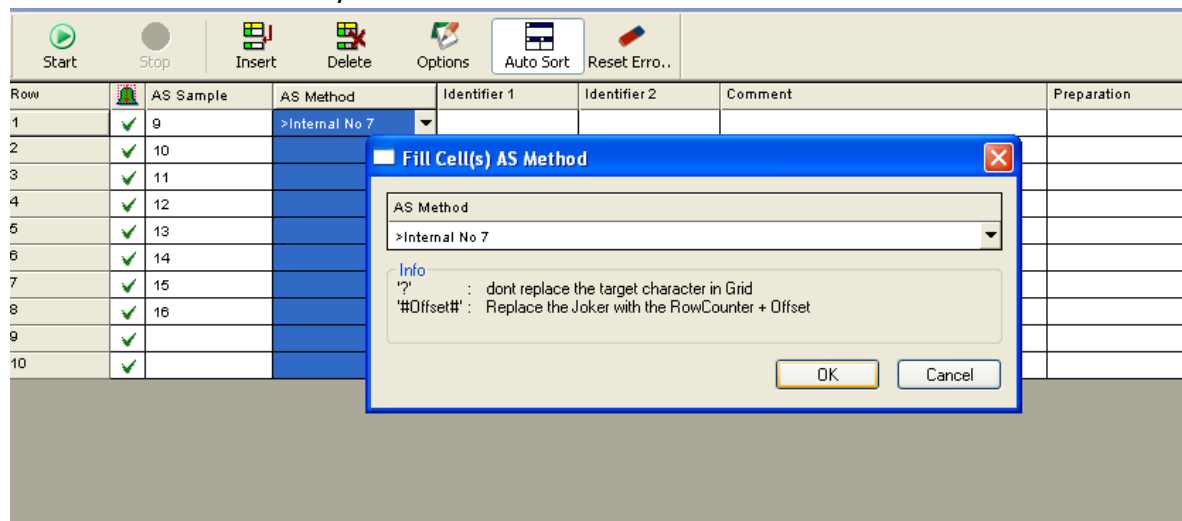 Start Stop Insert Delete Options Auto Sort Reset Erro..
Row AS Sample AS Method Identifier 1 Identifier 2 Comment Preparation
1 9 >Internal No 7
2 10
3 11
4 12
5 13
6 14
7 15
8 16
9
10
Fill Cell(s) AS Method
AS Method
>Internal No 7
Info
'?' : dont replace the target character in Grid
'#Offset#' : Replace the Joker with the RowCounter + Offset
OK Cancel